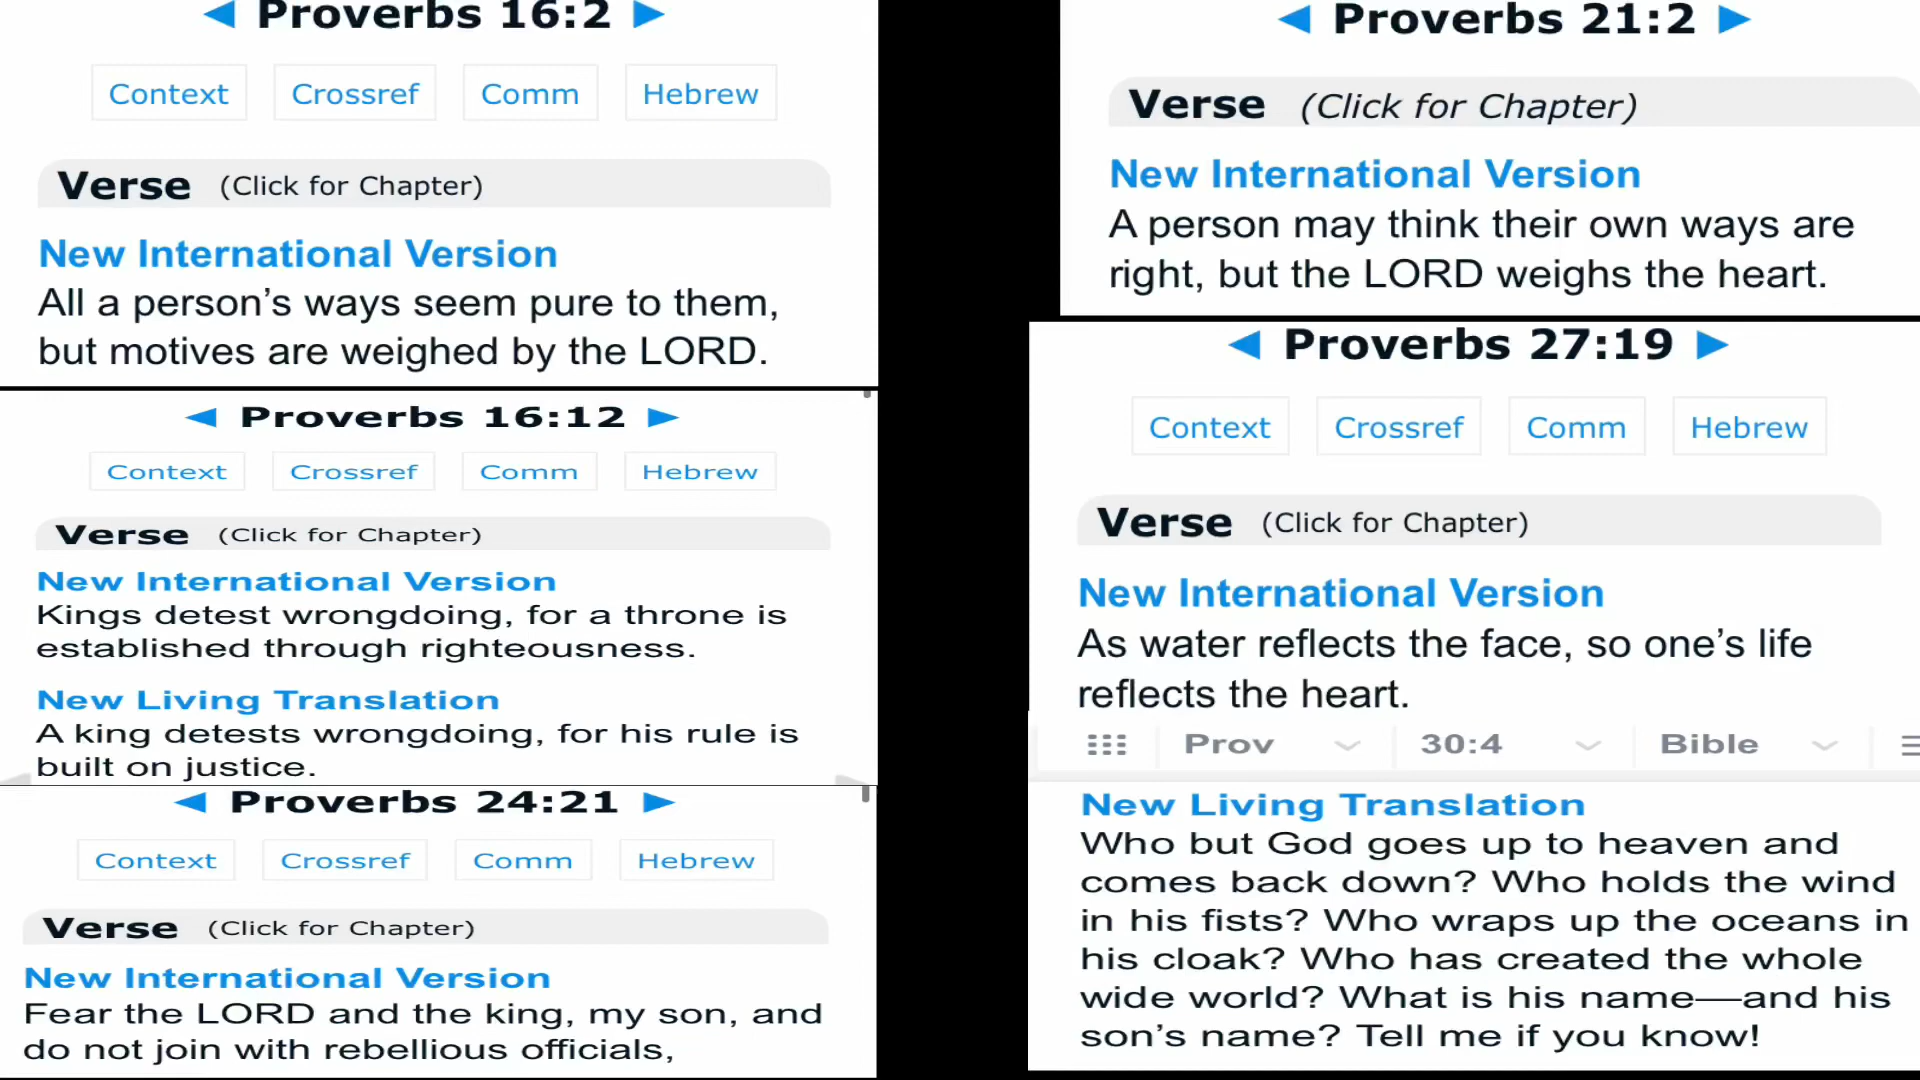 ◄ Proverbs 16:2 ►
Context Crossref Comm Hebrew
Verse (Click for Chapter)
New International Version
All a person’s ways seem pure to them,
but motives are weighed by the LORD.
◄ Proverbs 16:12 ►
Context Crossref Comm Hebrew
Verse (Click for Chapter)
New International Version
Kings detest wrongdoing, for a throne is
established through righteousness.
New Living Translation
A king detests wrongdoing, for his rule is
built on justice.
◄ Proverbs 24:21 ►
Context Crossref Comm Hebrew
Verse (Click for Chapter)
New International Version
Fear the LORD and the king, my son, and
do not join with rebellious officials,
◄ Proverbs 21:2 ►
Verse (Click for Chapter)
New International Version
A person may think their own ways are
right, but the LORD weighs the heart.
◄ Proverbs 27:19 ►
Context Crossref Comm Hebrew
Verse (Click for Chapter)
New International Version
As water reflects the face, so one’s life
reflects the heart.
Prov 30:4 Bible
New Living Translation
Who but God goes up to heaven and
comes back down? Who holds the wind
in his fists? Who wraps up the oceans in
his cloak? Who has created the whole
wide world? What is his name—and his
son’s name? Tell me if you know!